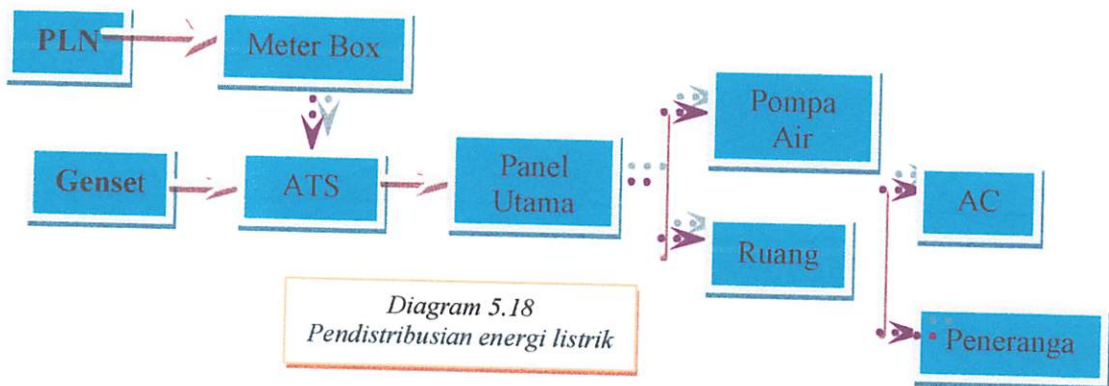 PLN
Meter Box
Genset
ATS
Panel
Utama
Pompa
Air
Ruang
AC
Peneranga
Diagram 5.18
Pendistribusian energi listrik